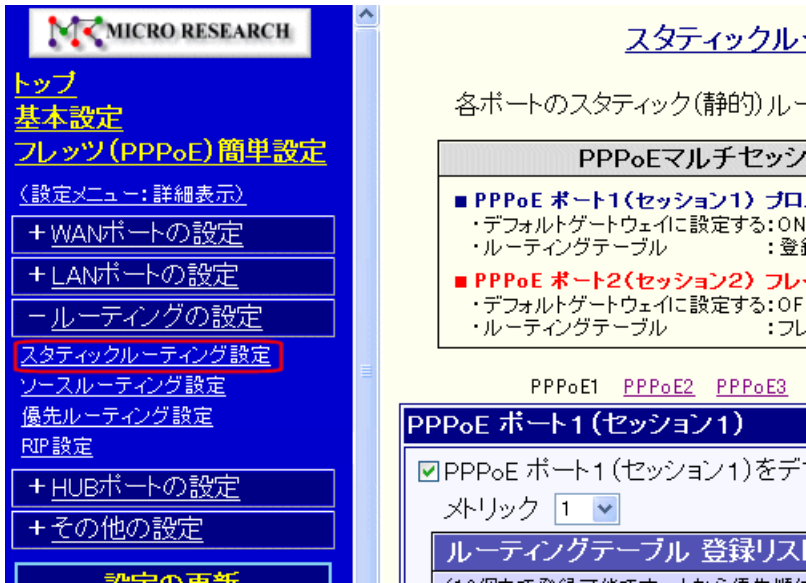 MICRO RESEARCH
トップ
基本設定
フレッツ(PPPoE)簡単設定
(設定メニュー:詳細表示)
+WANポートの設定
+LANポートの設定
−ルーティングの設定
スタティックルーティング設定
ソースルーティング設定
優先ルーティング設定
RIP設定
+HUBポートの設定
+その他の設定
設定の更新
スタティックルー
各ポートのスタティック(静的)ルー
PPPoEマルチセッシ
■PPPoE ポート1(セッション1) プロ
・デフォルトゲートウェイに設定する:ON
・ルーティングテーブル :登
■PPPoE ポート2(セッション2) フレ
・デフォルトゲートウェイに設定する:OF
・ルーティングテーブル :フレ
PPPoE1 PPPoE2 PPPoE3
PPPoE ポート1(セッション1)
PPPoE ポート1(セッション1)をデ
メトリック 1
ルーティングテーブル 登録リスト